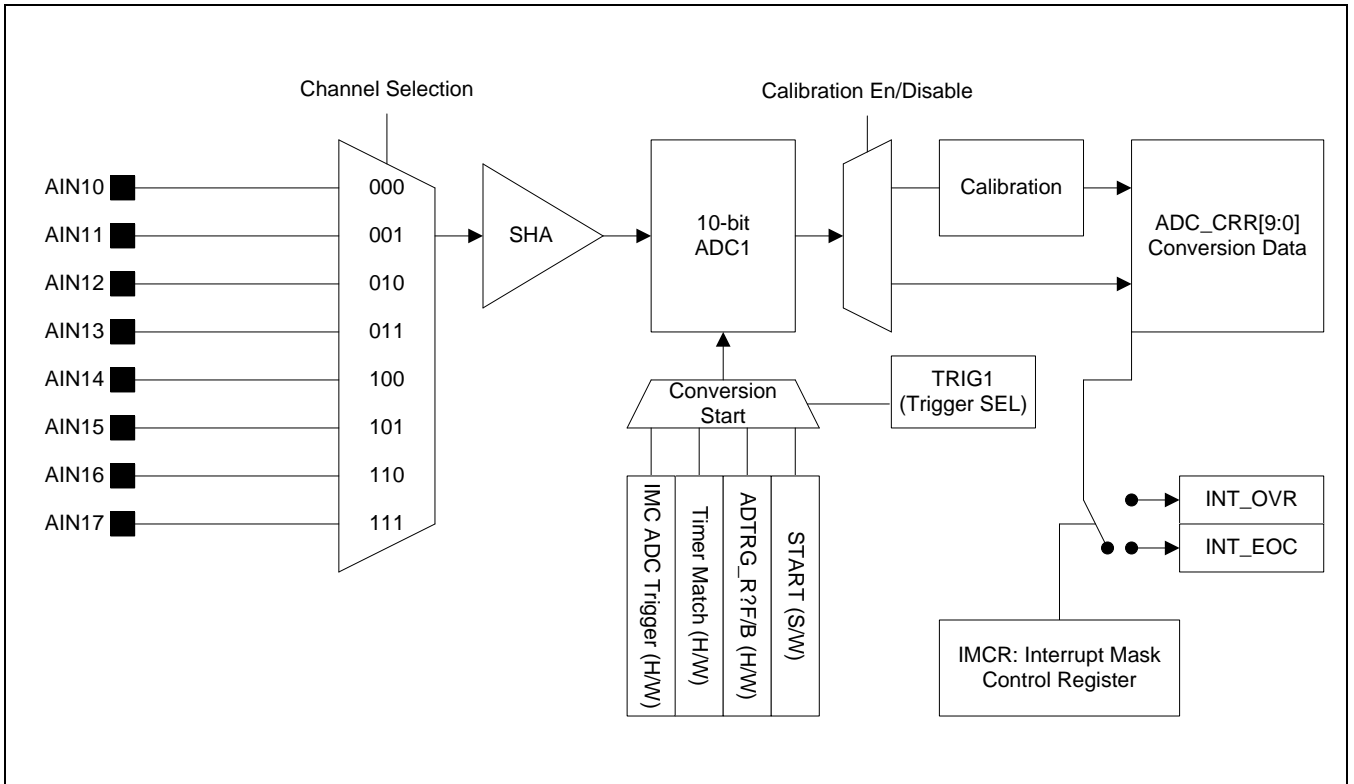 Channel Selection
Calibration En/Disable
AIN10
000
AIN11
001
AIN12
010
AIN13
011
AIN14
100
AIN15
101
AIN16
110
AIN17
111
SHA
10-bit
ADC1
Calibration
ADC_CRR[9:0]
Conversion Data
Conversion
Start
TRIG1
(Trigger SEL)
IMC ADC Trigger (H/W)
Timer Match (H/W)
ADTRG_R?F/B (H/W)
START (S/W)
INT_OVR
INT_EOC
IMCR: Interrupt Mask
Control Register